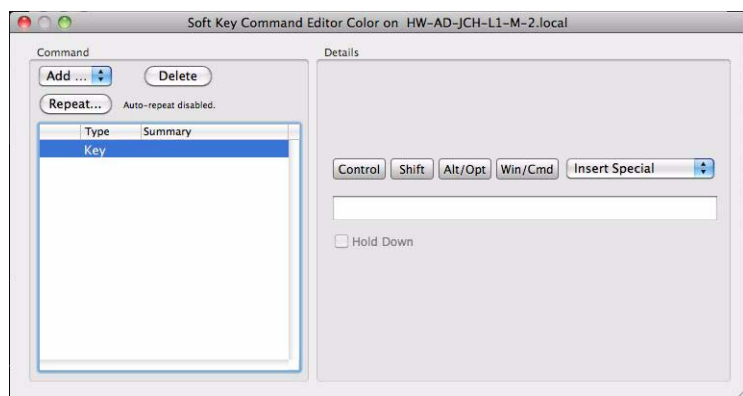 Soft Key Command Editor Color on HW-AD-JCH-L1-M-2.local
Command
Add ...
Delete
Repeat...
Auto-repeat disabled.
Type Summary
Key
Details
Control Shift Alt/Opt Win/Cmd Insert Special
Hold Down